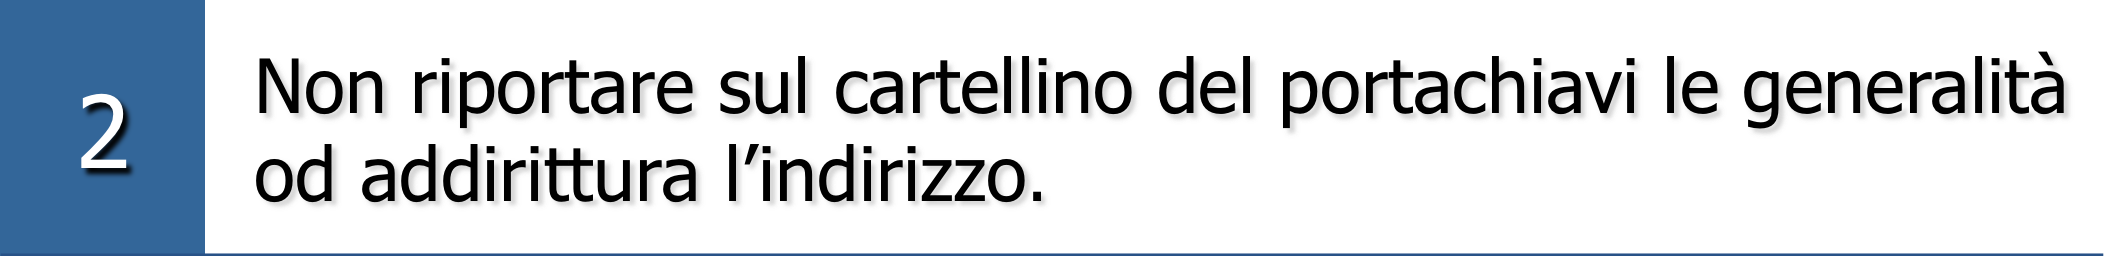 2
Non riportare sul cartellino del portachiavi le generalità
od addirittura l’indirizzo.